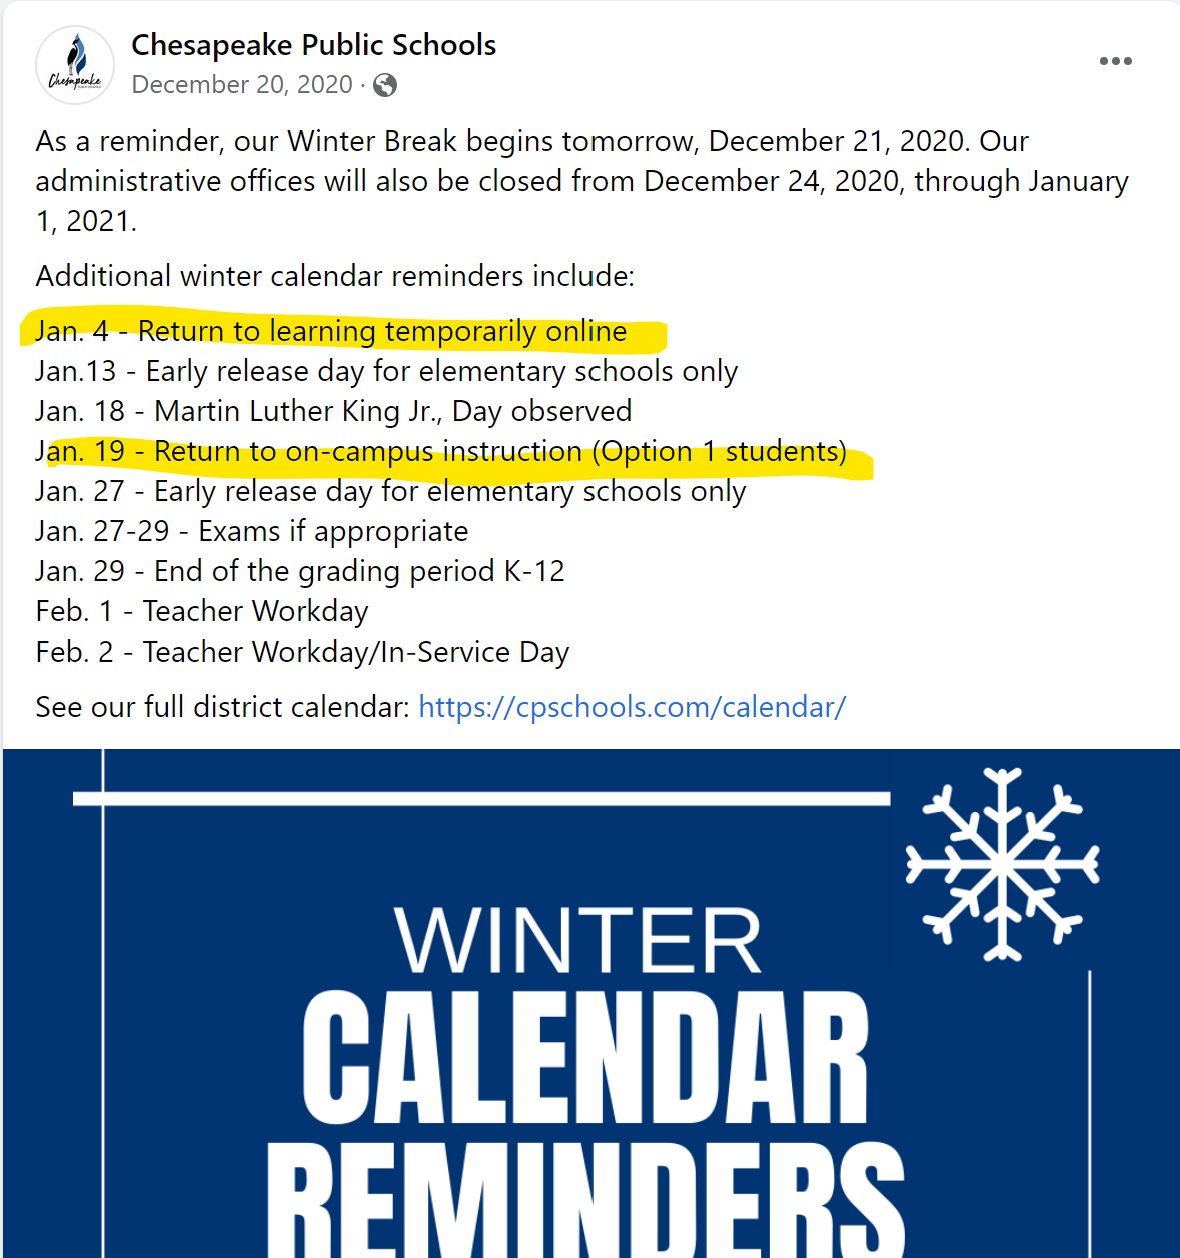 Chesapeake Public Schools
Chesapeake
December 20, 2020 ·
As a reminder, our Winter Break begins tomorrow, December 21, 2020. Our
administrative offices will also be closed from December 24, 2020, through January
1, 2021.
Additional winter calendar reminders include:
Jan. 4 - Return to learning temporarily online
Jan.13 - Early release day for elementary schools only
Jan. 18 - Martin Luther King Jr., Day observed
Jan. 19 - Return to on-campus instruction (Option 1 students)
Jan. 27 - Early release day for elementary schools only
Jan. 27-29 - Exams if appropriate
Jan. 29 - End of the grading period K-12
Feb. 1 - Teacher Workday
Feb. 2 - Teacher Workday/In-Service Day
See our full district calendar: https://cpschools.com/calendar/
WINTER
CALENDAR
REMINDERS